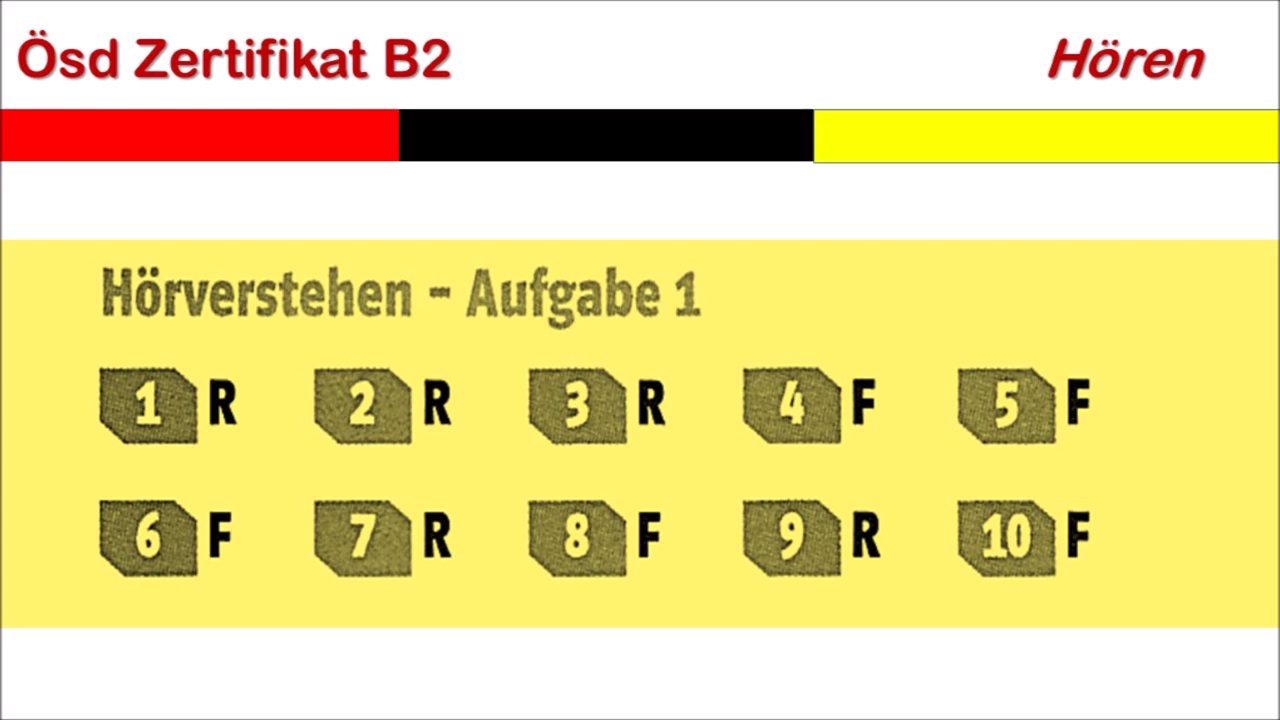 Ösd Zertifikat B2 Hören
Hörverstehen - Aufgabe 1
1 R 2 R 3 R 4 F 5 F
6 F 7 R 8 F 9 R 10 F